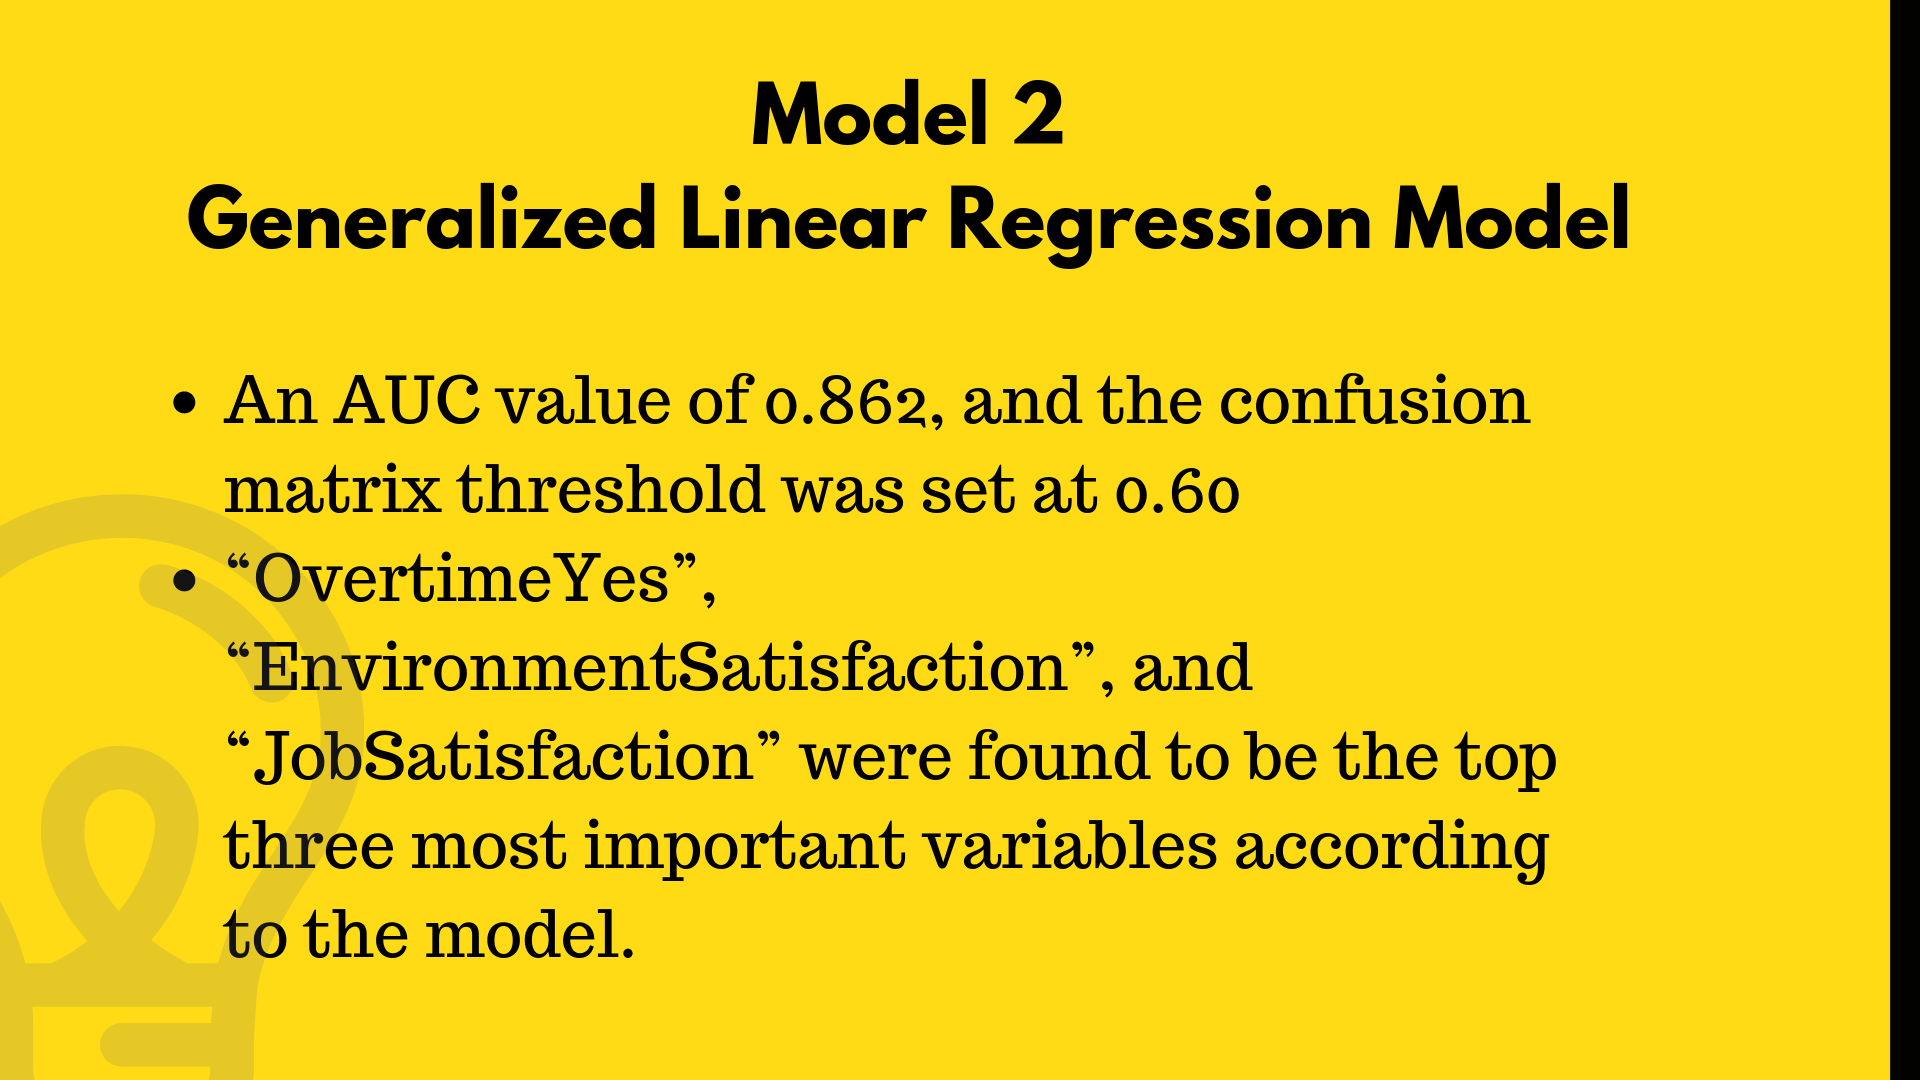 Model 2
Generalized Linear Regression Model
• An AUC value of 0.862, and the confusion
matrix threshold was set at 0.60
• “OvertimeYes”,
“EnvironmentSatisfaction”, and
“JobSatisfaction” were found to be the top
three most important variables according
to the model.